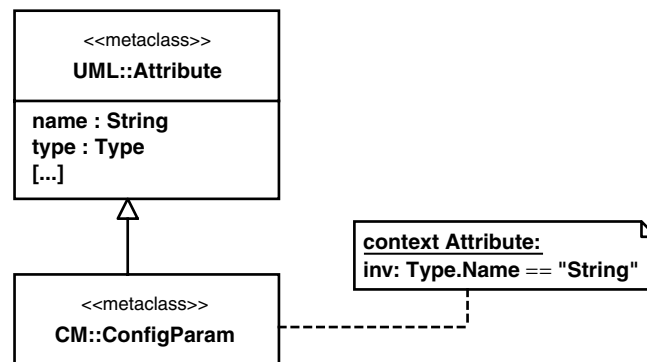 <<metaclass>>
UML::Attribute
name : String
type : Type
[...]
context Attribute:
inv: Type.Name == "String"
<<metaclass>>
CM::ConfigParam